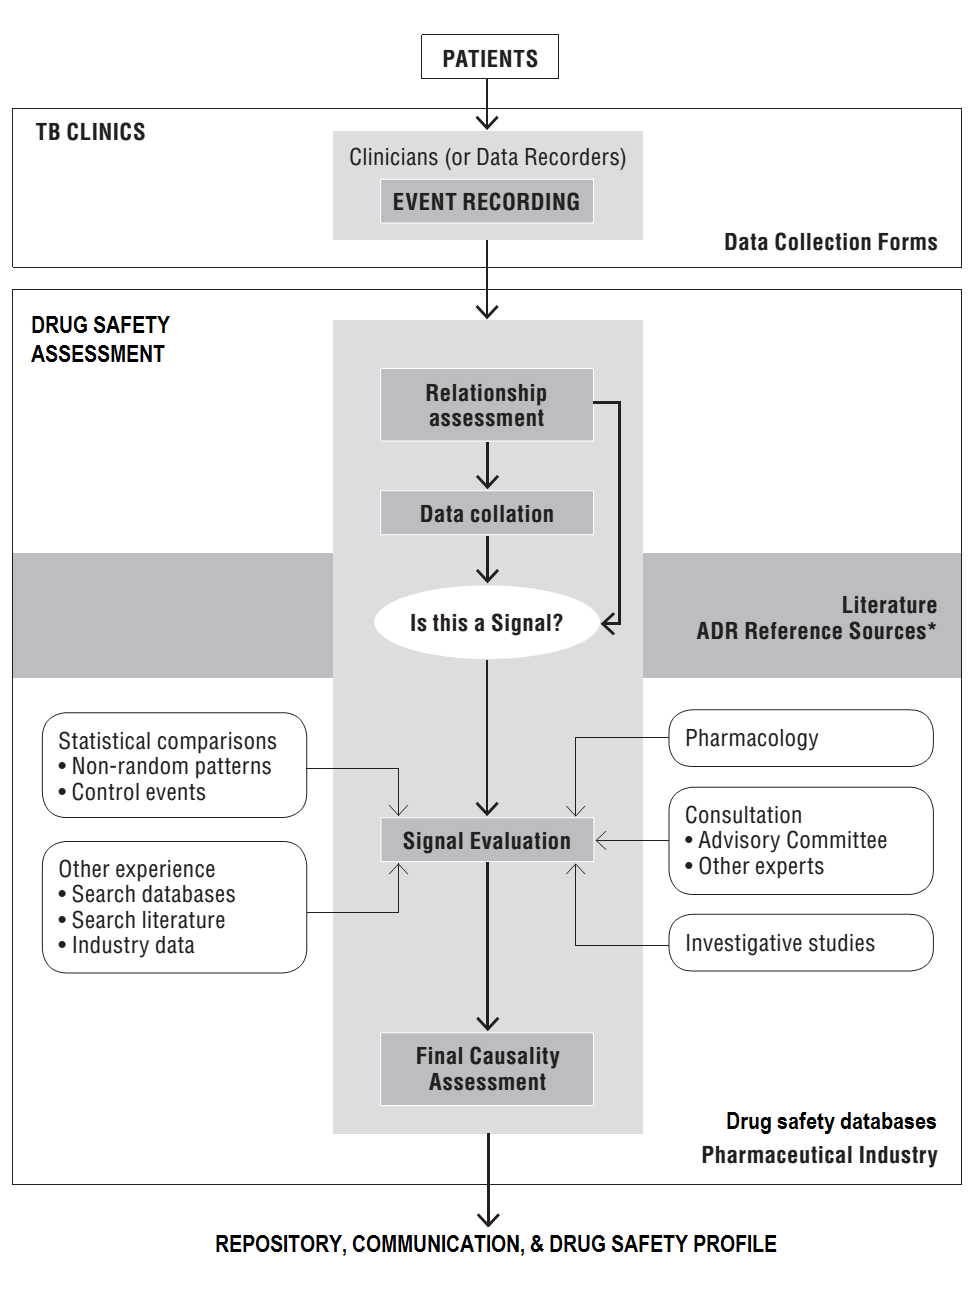 PATIENTS
TB CLINICS
Clinicians (or Data Recorders)
EVENT RECORDING
Data Collection Forms
DRUG SAFETY
ASSESSMENT
Relationship
assessment
Data collation
Is this a Signal?
Literature
ADR Reference Sources*
Statistical comparisons
• Non-random patterns
• Control events
Other experience
• Search databases
• Search literature
• Industry data
Signal Evaluation
Pharmacology
Consultation
• Advisory Committee
• Other experts
Investigative studies
Final Causality
Assessment
Drug safety databases
Pharmaceutical Industry
REPOSITORY, COMMUNICATION, & DRUG SAFETY PROFILE